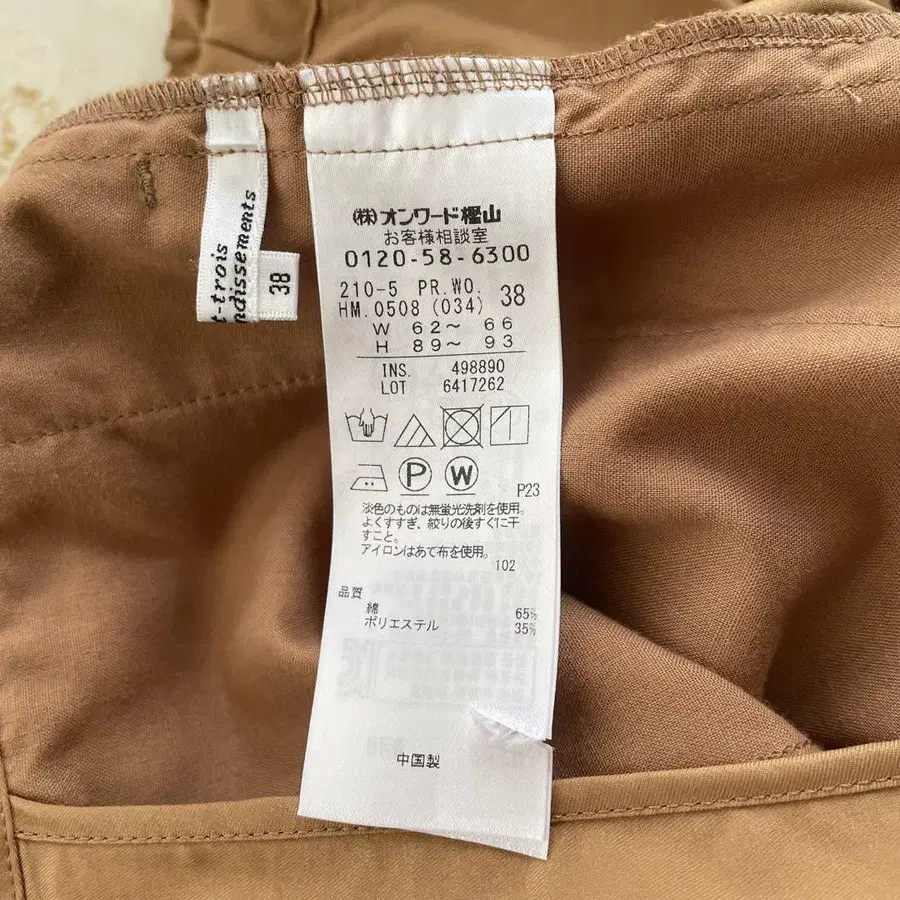 t-trois
ndissements
38
㈱オンワード樫山
お客様相談室
0120-58-6300
210-5 PR.WO.
HM.0508 (034) 38
W 62〜 66
H 89〜 93
INS. 498890
LOT 6417262
P
W
P23
淡色のものは無蛍光洗剤を使用。
よくすすぎ、絞りの後すぐに干
すこと。
アイロンはあて布を使用。
102
品質
綿 65%
ポリエステル 35%
中国製